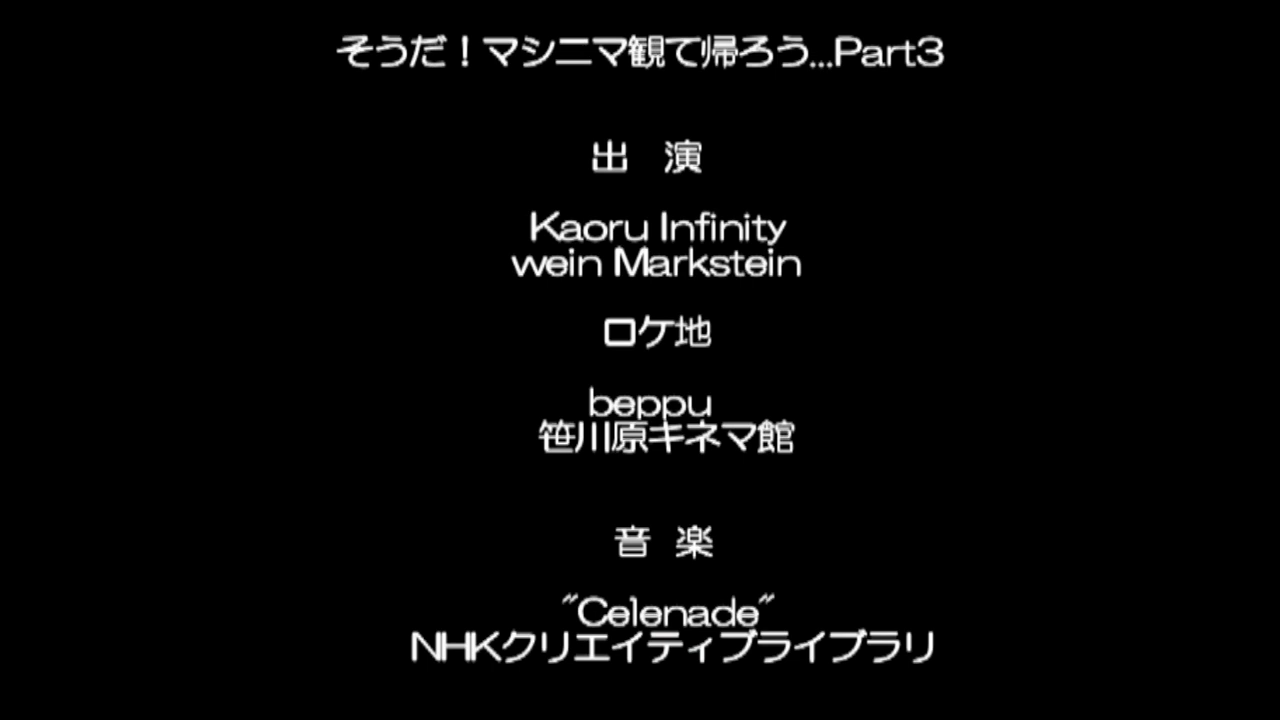 そうだ！マシニマ観て帰ろう...Part3
出　演
Kaoru Infinity
wein Markstein
ロケ地
beppu
笹川原キネマ館
音 楽
"Celenade"
NHKクリエイティブライブラリ